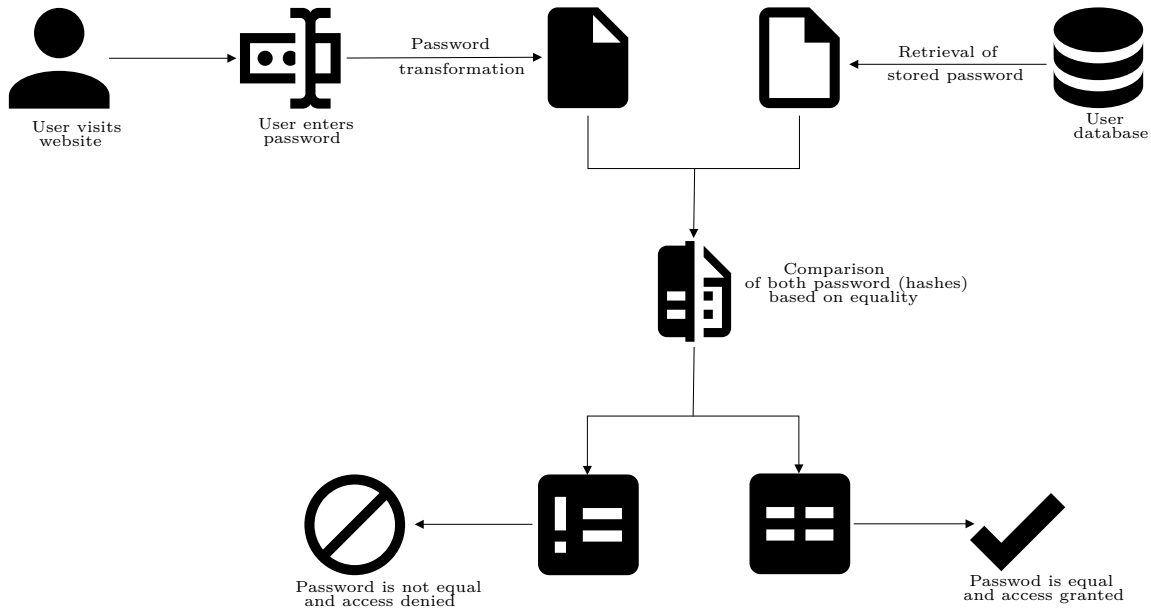 Password
transformation
Retrieval of
stored password
User visits
website
User enters
password
User
database
Comparison
of both password (hashes)
based on equality
Password is not equal
and access denied
Passwod is equal
and access granted